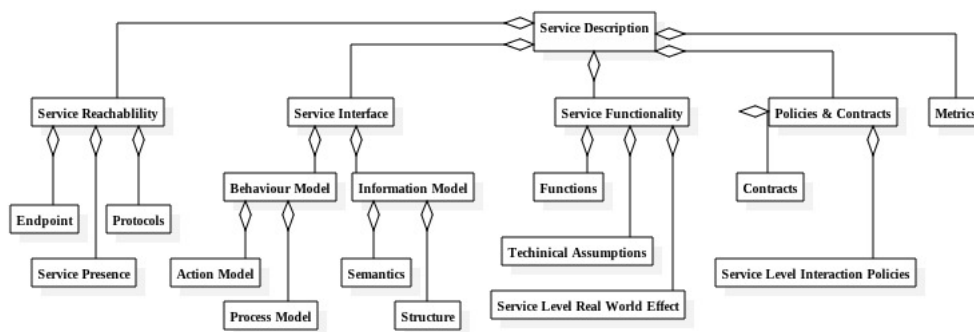 Service Description
Service Reachablility
Service Interface
Service Functionality
Policies & Contracts
Metrics
Behaviour Model
Information Model
Functions
Contracts
Endpoint
Protocols
Techinical Assumptions
Service Presence
Action Model
Semantics
Service Level Interaction Policies
Service Level Real World Effect
Process Model
Structure